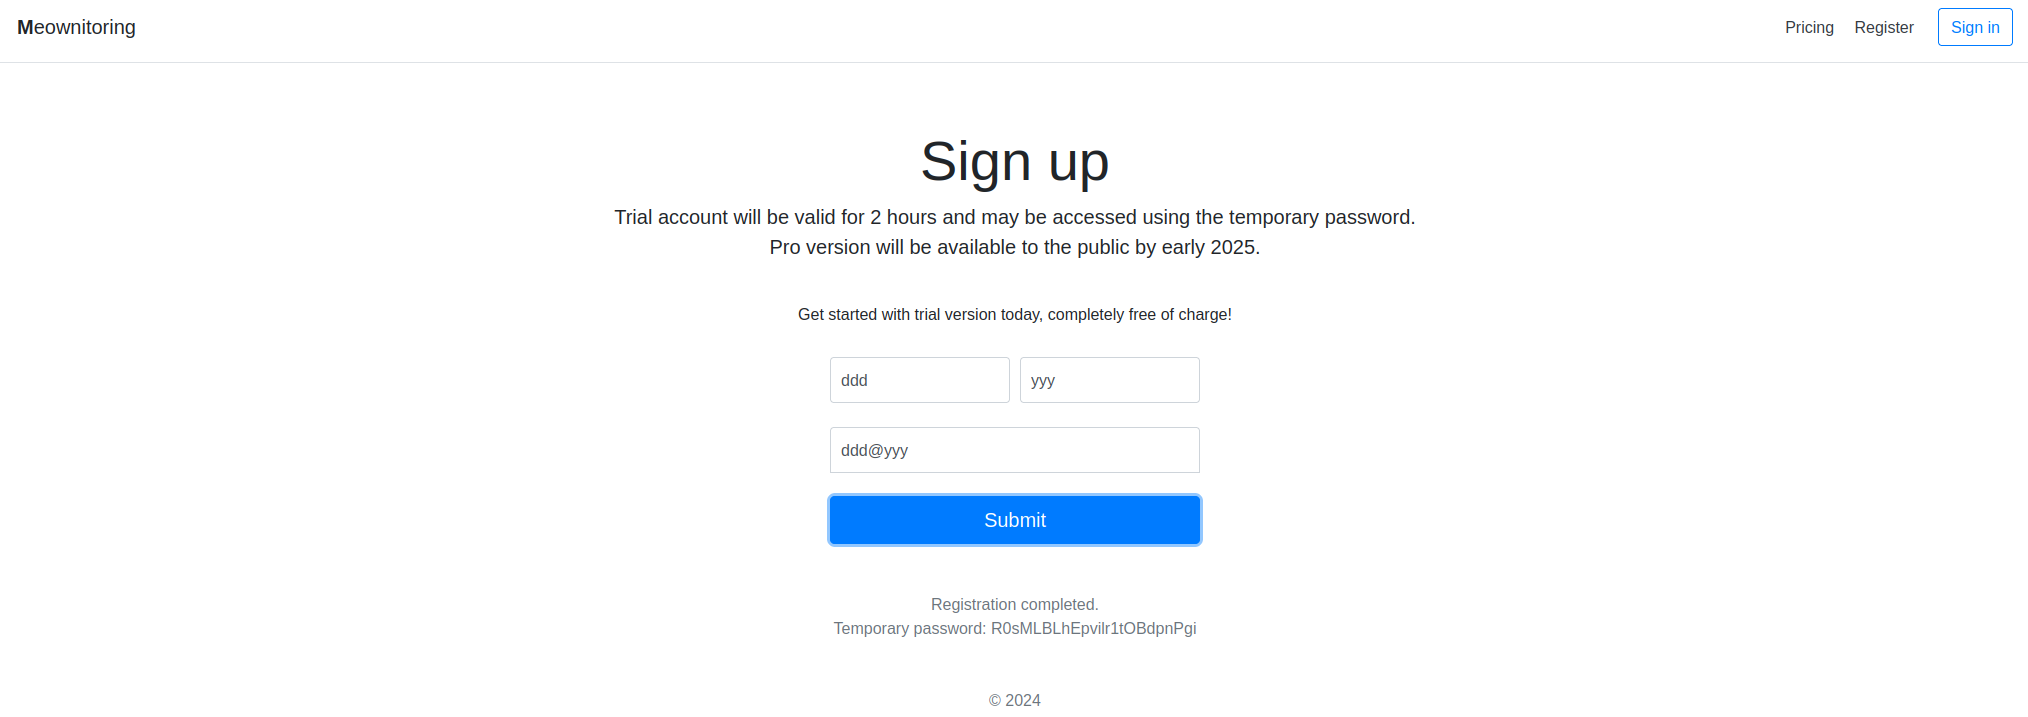 Meownitoring
Pricing
Register
Sign in
Sign up
Trial account will be valid for 2 hours and may be accessed using the temporary password.
Pro version will be available to the public by early 2025.
Get started with trial version today, completely free of charge!
ddd
yyy
ddd@yyy
Submit
Registration completed.
Temporary password: R0sMLBLhEpvilr1tOBdpnPgi
© 2024